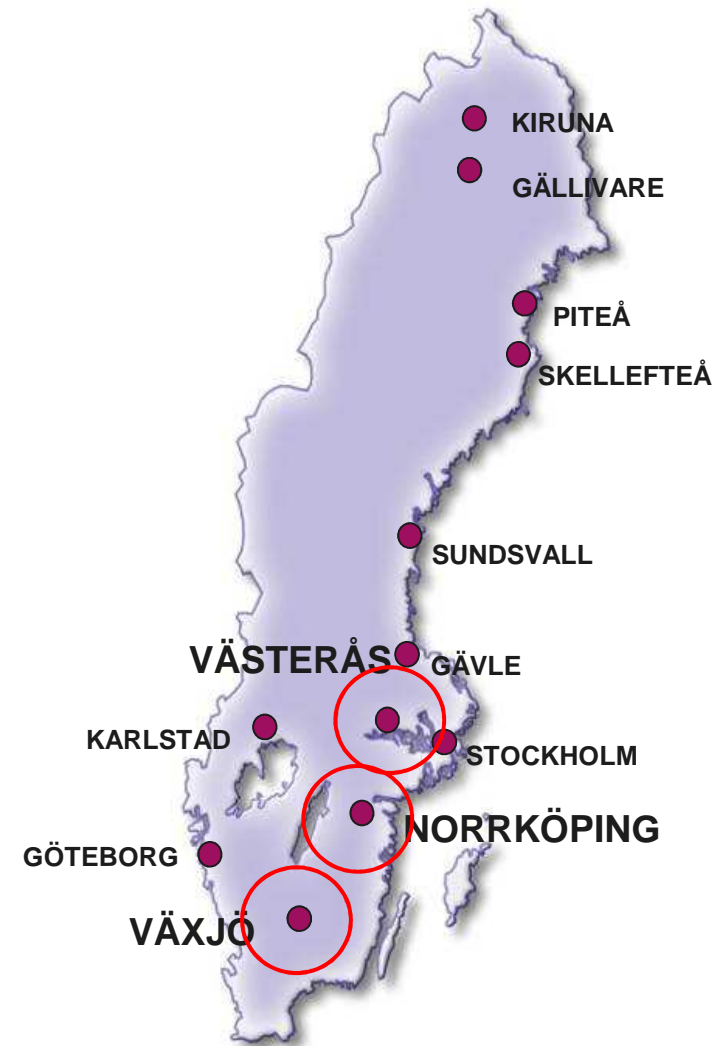 KIRUNA
GÄLLIVARE
PITEÅ
SKELLEFTEÅ
SUNDSVALL
VÄSTERÅS
GÄVLE
KARLSTAD
STOCKHOLM
NORRKÖPING
GÖTEBORG
VÄXJÖ